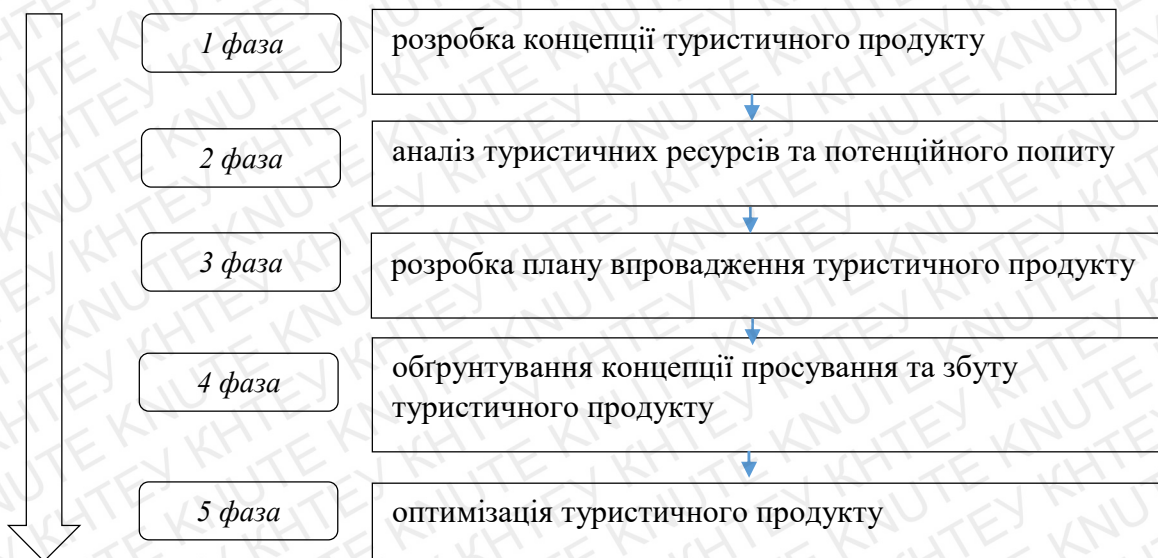 1 фаза
розробка концепції туристичного продукту
2 фаза
аналіз туристичних ресурсів та потенційного попиту
3 фаза
розробка плану впровадження туристичного продукту
4 фаза
обґрунтування концепції просування та збуту
туристичного продукту
5 фаза
оптимізація туристичного продукту